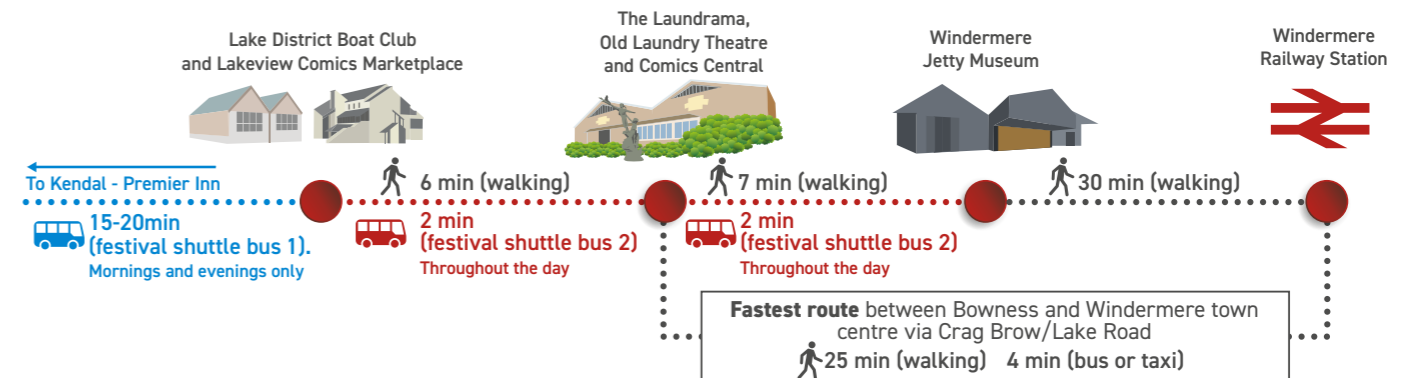 Lake District Boat Club
and Lakeview Comics Marketplace
The Laundrama,
Old Laundry Theatre
and Comics Central
Windermere
Jetty Museum
Windermere
Railway Station
To Kendal - Premier Inn
15-20min
(festival shuttle bus 1).
Mornings and evenings only
6 min (walking)
2 min
(festival shuttle bus 2)
Throughout the day
7 min (walking)
2 min
(festival shuttle bus 2)
Throughout the day
30 min (walking)
Fastest route between Bowness and Windermere town
centre via Crag Brow/Lake Road
25 min (walking) 4 min (bus or taxi)